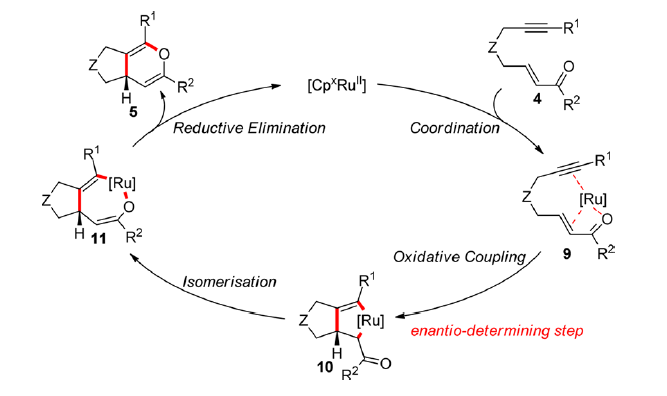 R¹
O
Z
R²
H
5
Reductive Elimination
[CpˣRuᴵᴵ]
Coordination
R¹
Z
O
4
R²
R¹
[Ru]
Z
O
9
R²
Oxidative Coupling
enantio-determining step
R¹
[Ru]
Z
H
10
R²
O
Isomerisation
R¹
[Ru]
Z
O
H
11
R²